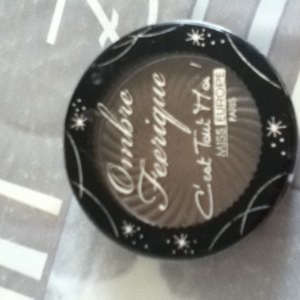 Ombre
Feerique
C'est Tout Moi!
MISS EUROPE
PARIS